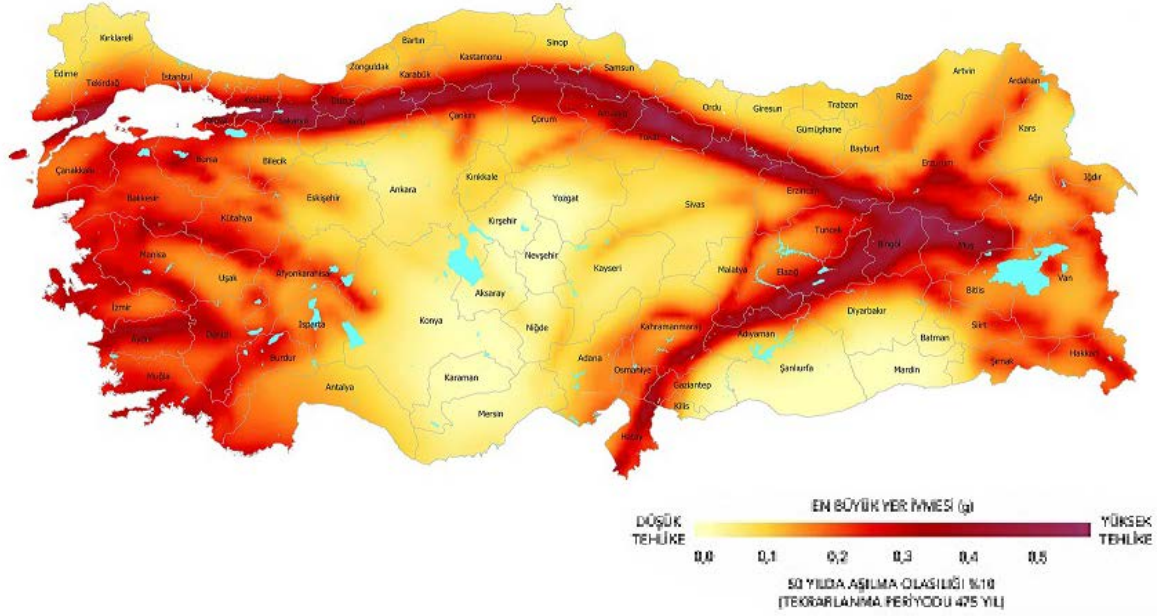 Kırklareli
Edirne
Tekirdağ
İstanbul
Bartın
Zonguldak
Karabük
Kastamonu
Sinop
Samsun
Ordu
Giresun
Trabzon
Rize
Artvin
Ardahan
Kars
Gümüşhane
Bayburt
Erzurum
Iğdır
Ağrı
Çankırı
Çorum
Amasya
Tokat
Bolu
Sakarya
Çanakkale
Bursa
Bilecik
Balıkesir
Eskişehir
Ankara
Kırıkkale
Yozgat
Sivas
Erzincan
Tunceli
Bingöl
Muş
Kütahya
Kırşehir
Nevşehir
Kayseri
Malatya
Elazığ
Bitlis
Van
Manisa
Uşak
Afyonkarahisar
Aksaray
Diyarbakır
İzmir
Konya
Niğde
Kahramanmaraş
Adıyaman
Batman
Siirt
Aydın
Denizli
Isparta
Burdur
Adana
Osmaniye
Şanlıurfa
Mardin
Şırnak
Hakkari
Muğla
Antalya
Karaman
Mersin
Gaziantep
Kilis
Hatay
EN BÜYÜK YER İVMESİ (g)
DÜŞÜK TEHLİKE
YÜKSEK TEHLİKE
0,0 0,1 0,2 0,3 0,4 0,5
50 YILDA AŞILMA OLASILIĞI %10
(TEKRARLANMA PERİYODU 475 YIL)